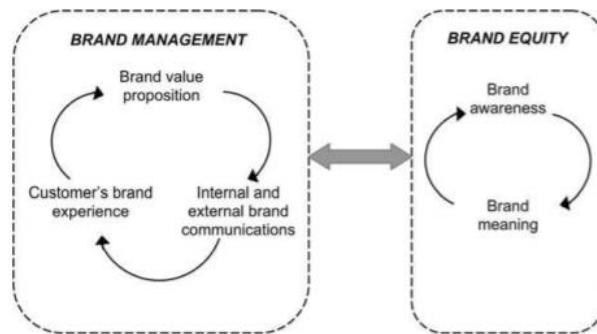 BRAND MANAGEMENT
Brand value
proposition
Customer's brand
experience
Internal and
external brand
communications
BRAND EQUITY
Brand
awareness
Brand
meaning